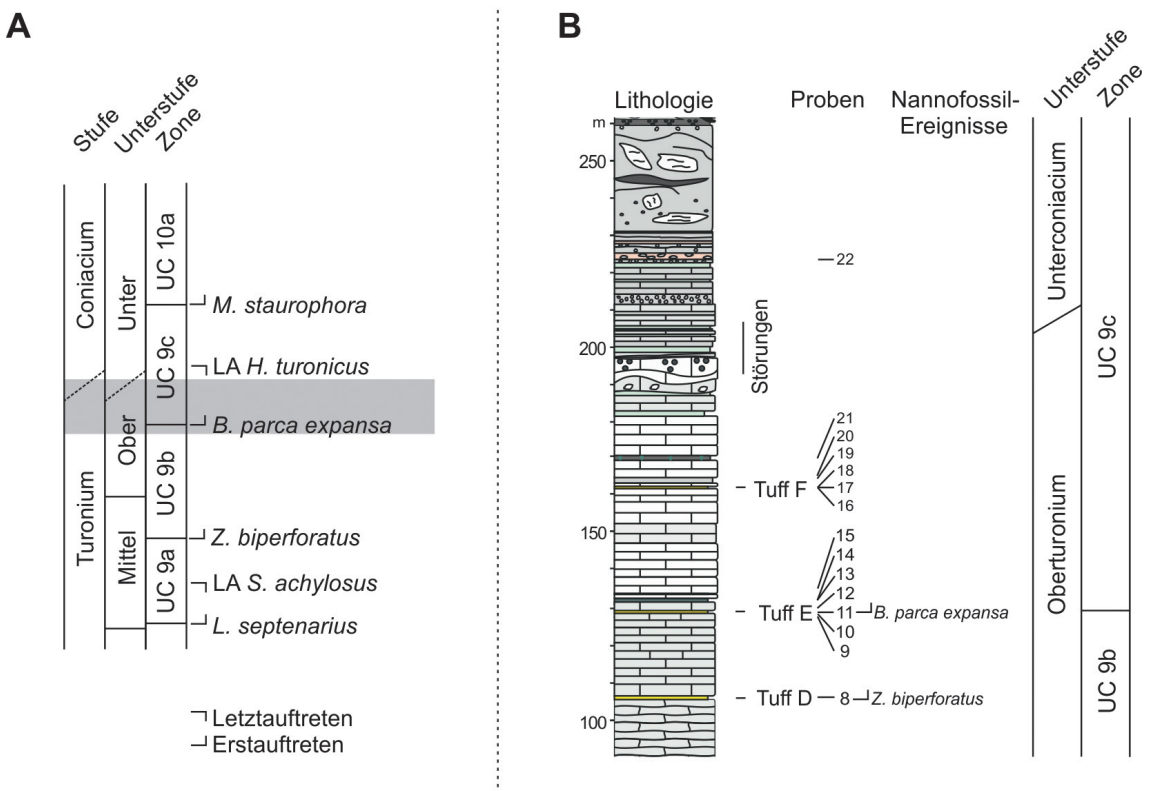 A
Stufe
Unterstufe
Zone
Coniacium
Turonium
Unter
Ober
Mittel
UC 10a
UC 9c
UC 9b
UC 9a
M. staurophora
LA H. turonicus
B. parca expansa
Z. biperforatus
LA S. achylosus
L. septenarius
Letztauftreten
Erstauftreten
B
Lithologie
Proben
Nannofossil-
Ereignisse
Unterstufe
Zone
m
250
200
150
100
Störungen
22
21
20
19
18
Tuff F
17
16
15
14
13
12
Tuff E
11
B. parca expansa
10
9
Tuff D
8
Z. biperforatus
Unterconiacium
Oberturonium
UC 9c
UC 9b